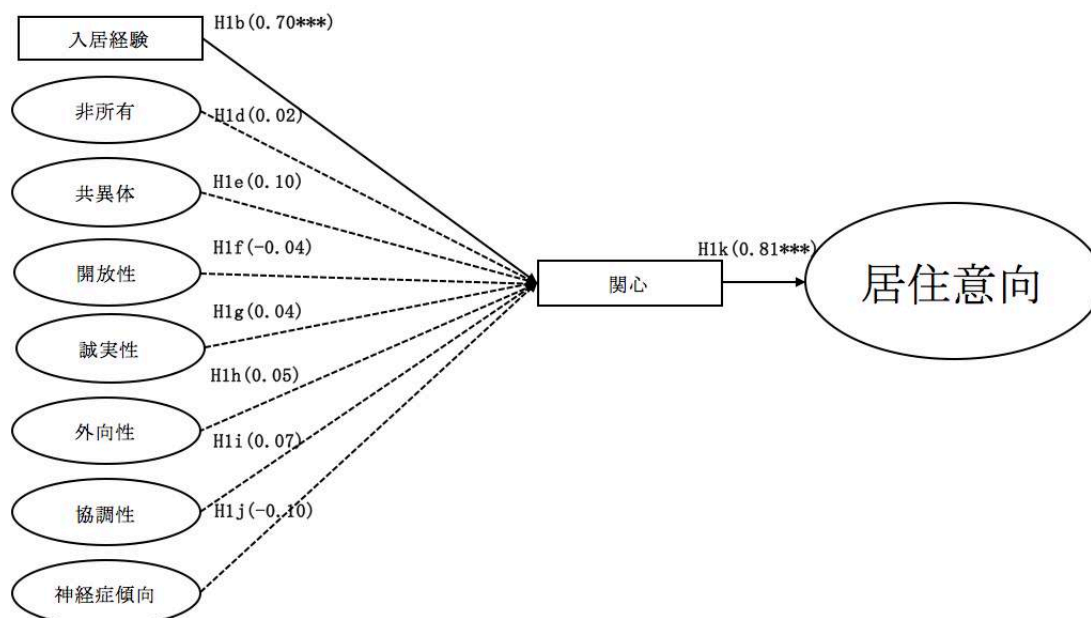 H1b(0.70***)
入居経験
非所有
H1d(0.02)
共異体
H1e(0.10)
開放性
H1f(-0.04)
誠実性
H1g(0.04)
外向性
H1h(0.05)
協調性
H1i(0.07)
神経症傾向
H1j(-0.10)
関心
H1k(0.81***)
居住意向